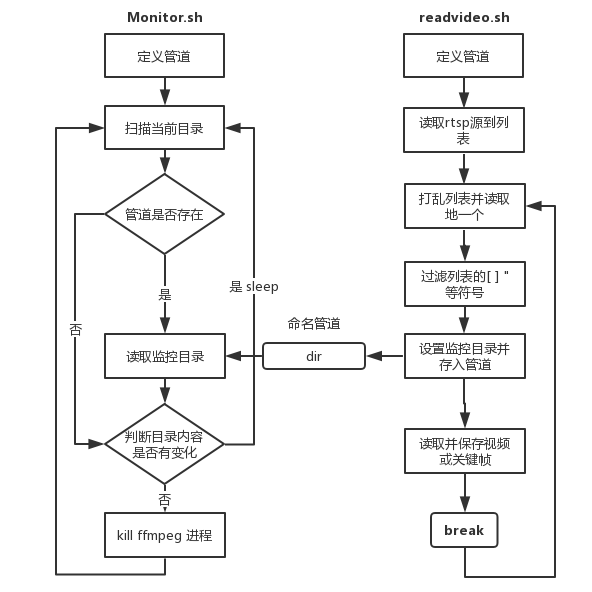 Monitor.sh
定义管道
扫描当前目录
管道是否存在
是
否
是 sleep
读取监控目录
判断目录内容
是否有变化
否
kill ffmpeg 进程
命名管道
dir
readvideo.sh
定义管道
读取rtsp源到列
表
打乱列表并读取
地一个
过滤列表的[ ] "
等符号
设置监控目录并
存入管道
读取并保存视频
或关键帧
break